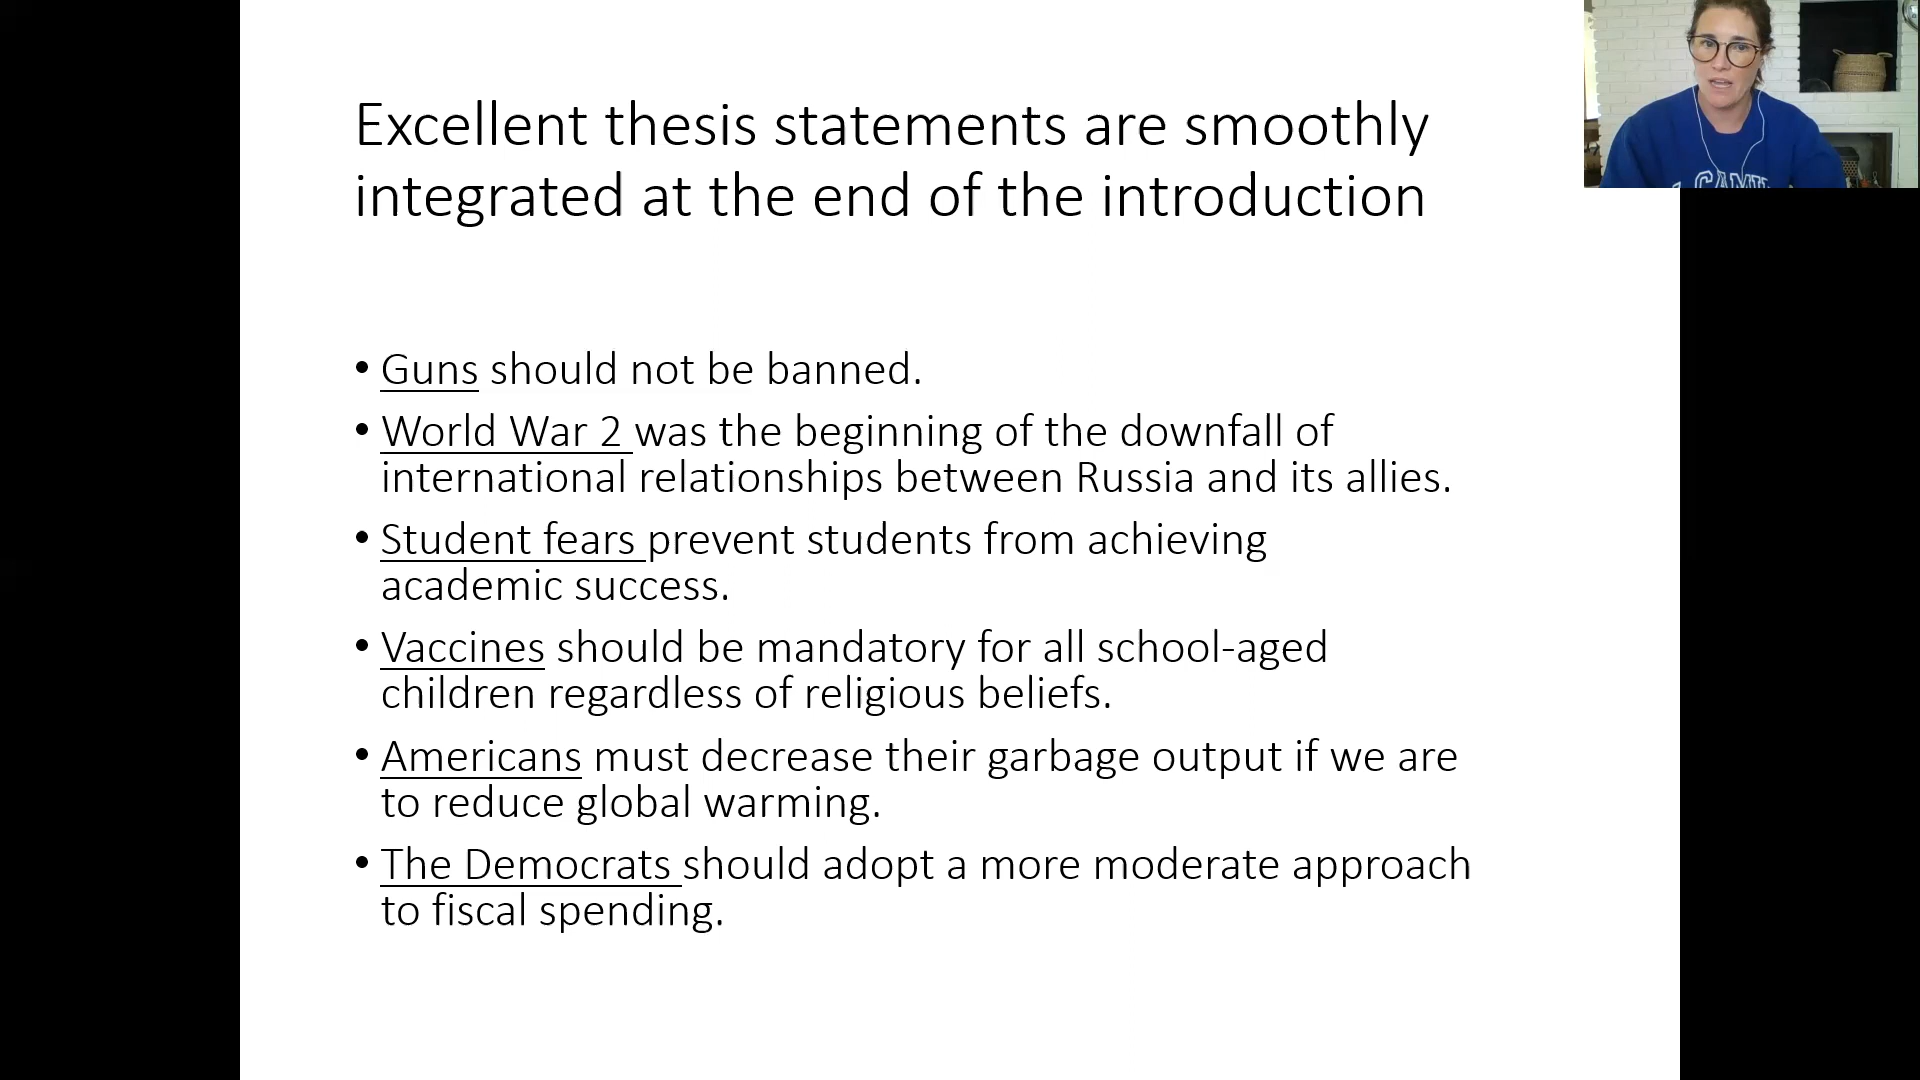 Excellent thesis statements are smoothly
integrated at the end of the introduction
• Guns should not be banned.
• World War 2 was the beginning of the downfall of
international relationships between Russia and its allies.
• Student fears prevent students from achieving
academic success.
• Vaccines should be mandatory for all school-aged
children regardless of religious beliefs.
• Americans must decrease their garbage output if we are
to reduce global warming.
• The Democrats should adopt a more moderate approach
to fiscal spending.